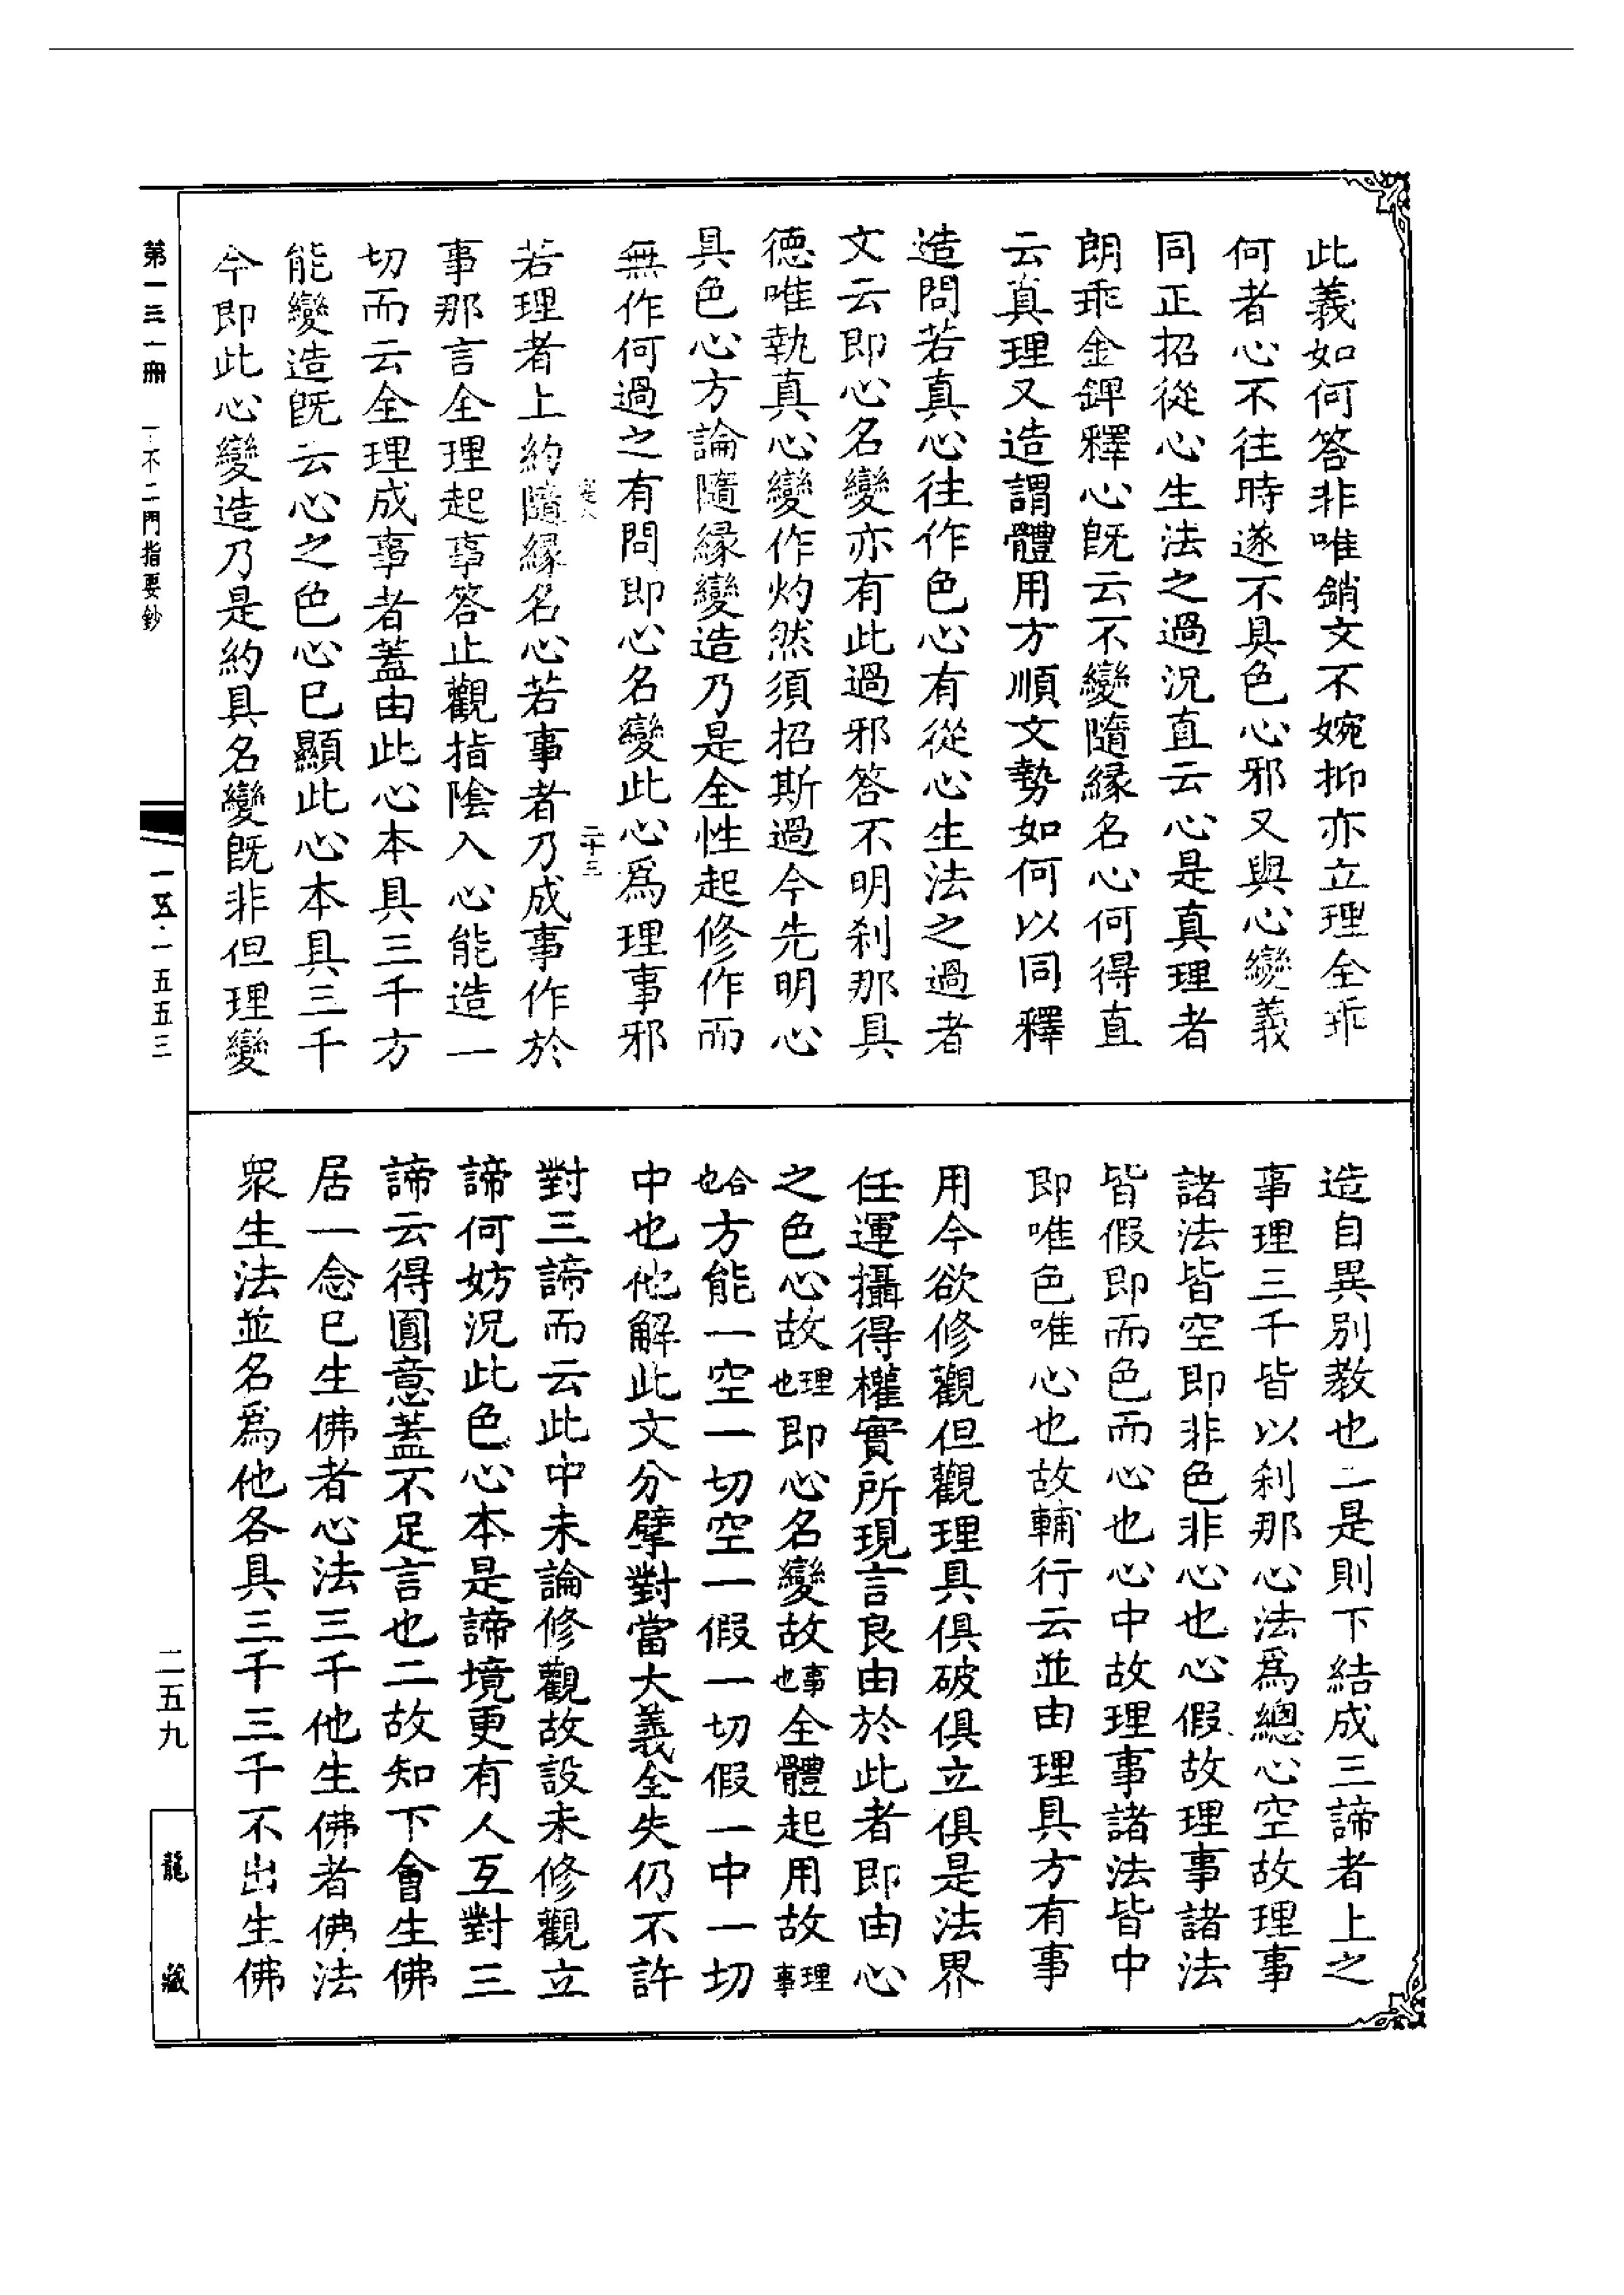 此義如何答非唯銷文不婉抑亦立理全乖
何者心不往時遂不具色心邪又與心變義
同正招從心生法之過況直云心是真理者
朗乖金錍釋心既云不變隨緣名心何得直
云真理又造謂體用方順文勢如何以同釋
造問若真心往作色心有從心生法之過者
文云即心名變亦有此過邪答不明刹那具
德唯執真心變作灼然須招斯過今先明心
具色心方論隨緣變造乃是全性起修作而
無作何過之有問即心名變此心為理事邪
二十三
若理者上約隨緣名心若事者乃成事作於
事那言全理起事答止觀指陰入心能造一
切而云全理成事者蓋由此心本具三千方
能變造既云心之色心已顯此心本具三千
今即此心變造乃是約具名變既非但理變
造自異別教也二是則下結成三諦者上之
事理三千皆以刹那心法為總心空故理事
諸法皆空即非色非心也心假故理事諸法
皆假即而色而心也心中故理事諸法皆中
即唯色唯心也故輔行云並由理具方有事
用今欲修觀但觀理具俱破俱立俱是法界
任運攝得權實所現言良由於此者即由心
之色心故理也即心名變故事也全體起用故理事
合也方能一空一切空一假一切假一中一切
中也他解此文分擘對當大義全失仍不許
對三諦而云此中未論修觀故設未修觀立
諦何妨況此色心本是諦境更有人互對三
諦云得圓意蓋不足言也二故知下會生佛
居一念已生佛者心法三千他生佛者佛法
眾生法並名為他各具三千三千不出生佛
第一三一冊
十不二門指要鈔
一五·一五五三
二五九
龍藏